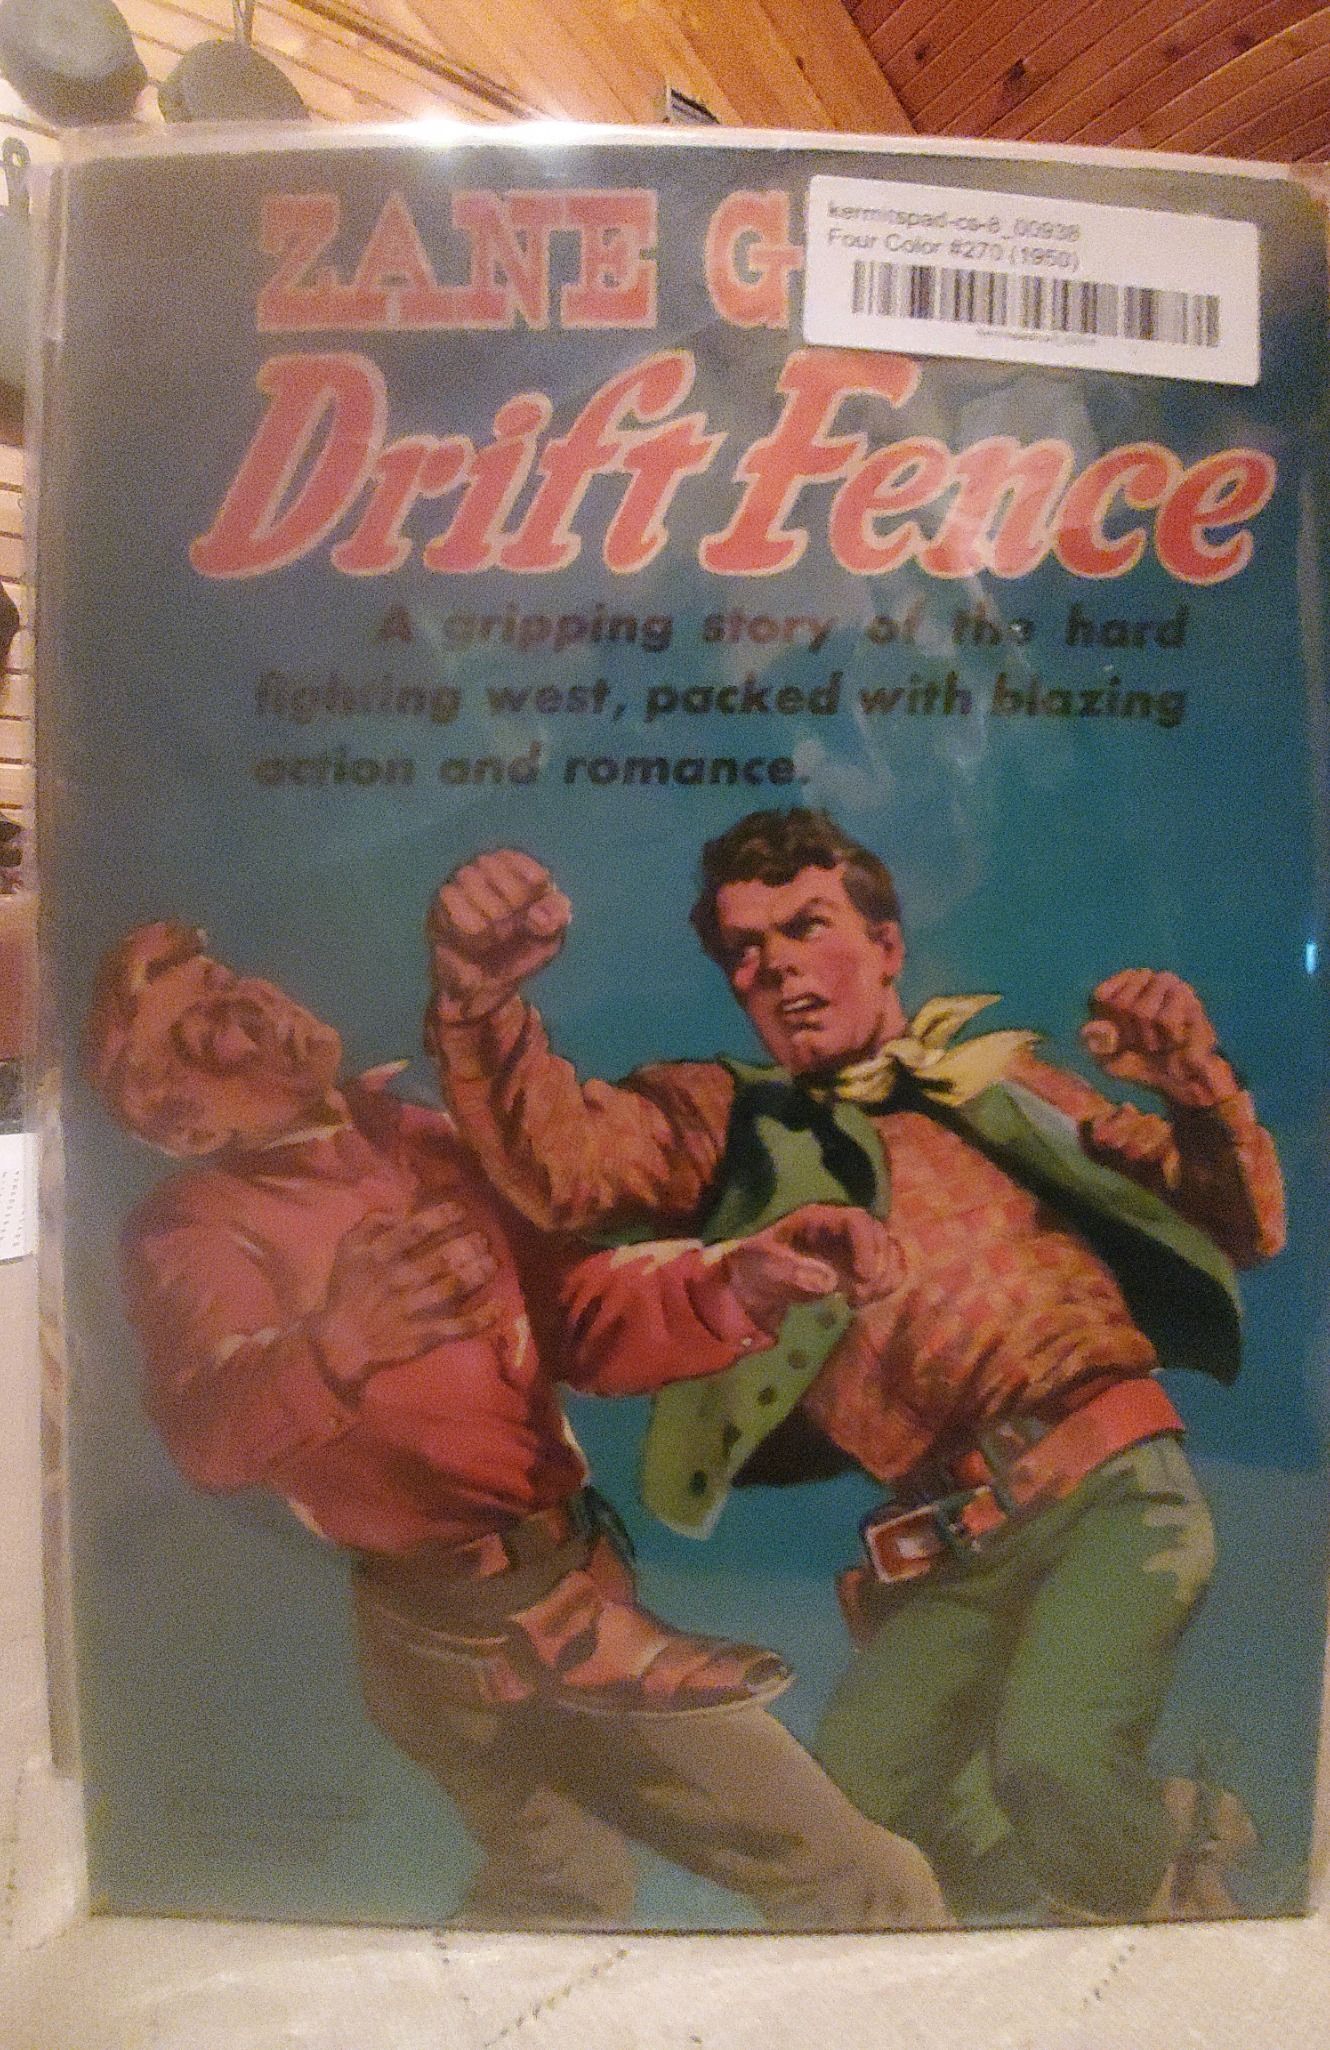 ZANE G
kermitspad-cs-8_00938
Four Color #270 (1950)
Drift Fence
A gripping story of the hard
fighting west, packed with blazing
action and romance.